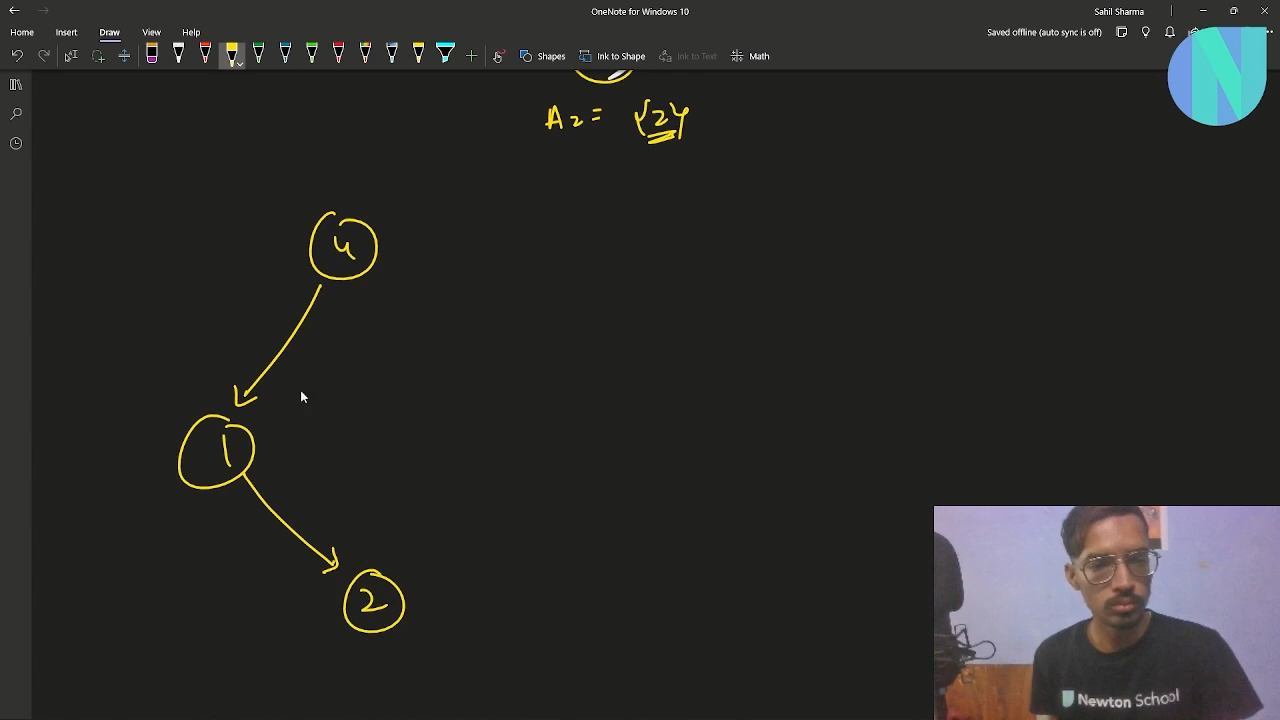 OneNote for Windows 10
Sahil Sharma
Home Insert Draw View Help
Saved offline (auto sync is off)
Shapes Ink to Shape Ink to Text Math
A2 = {2}
4
1
2
N
Newton School